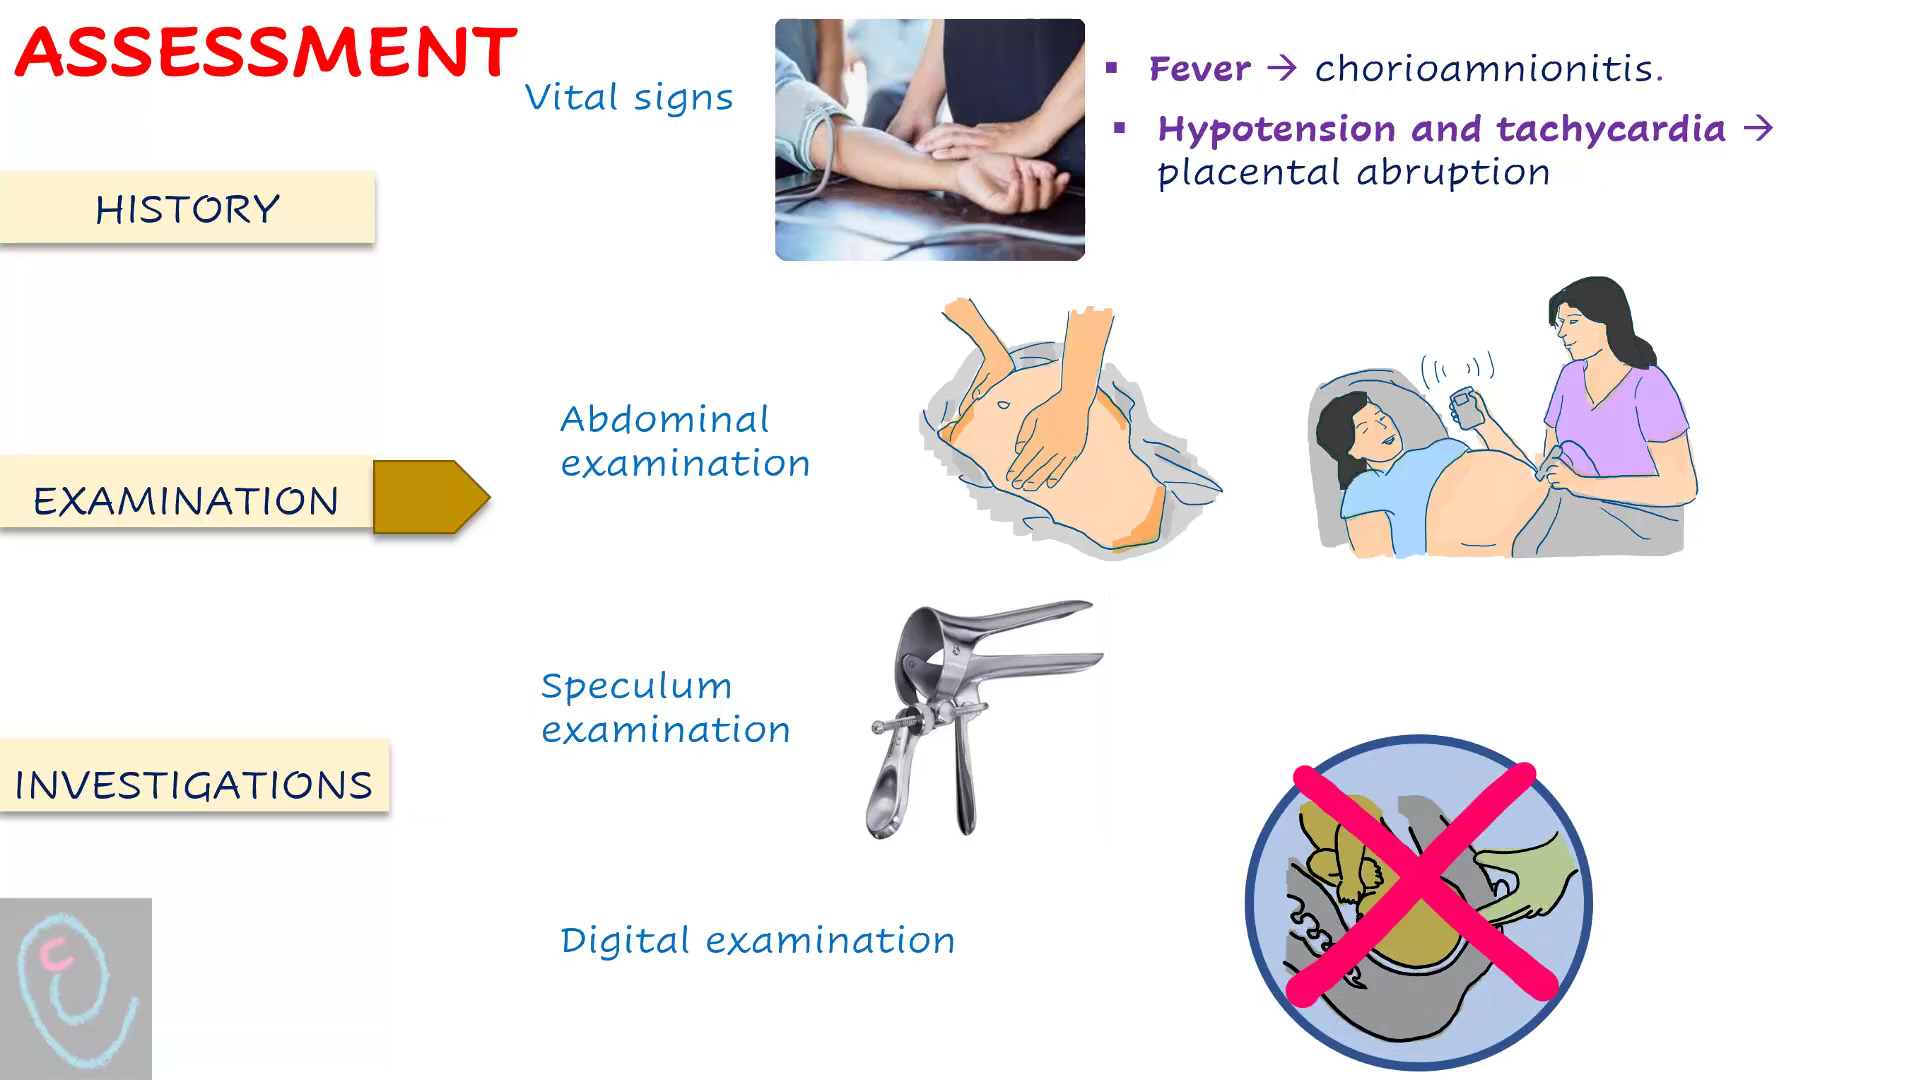 ASSESSMENT
Vital signs
▪ Fever → chorioamnionitis.
▪ Hypotension and tachycardia →
placental abruption
HISTORY
Abdominal
examination
EXAMINATION
Speculum
examination
INVESTIGATIONS
Digital examination